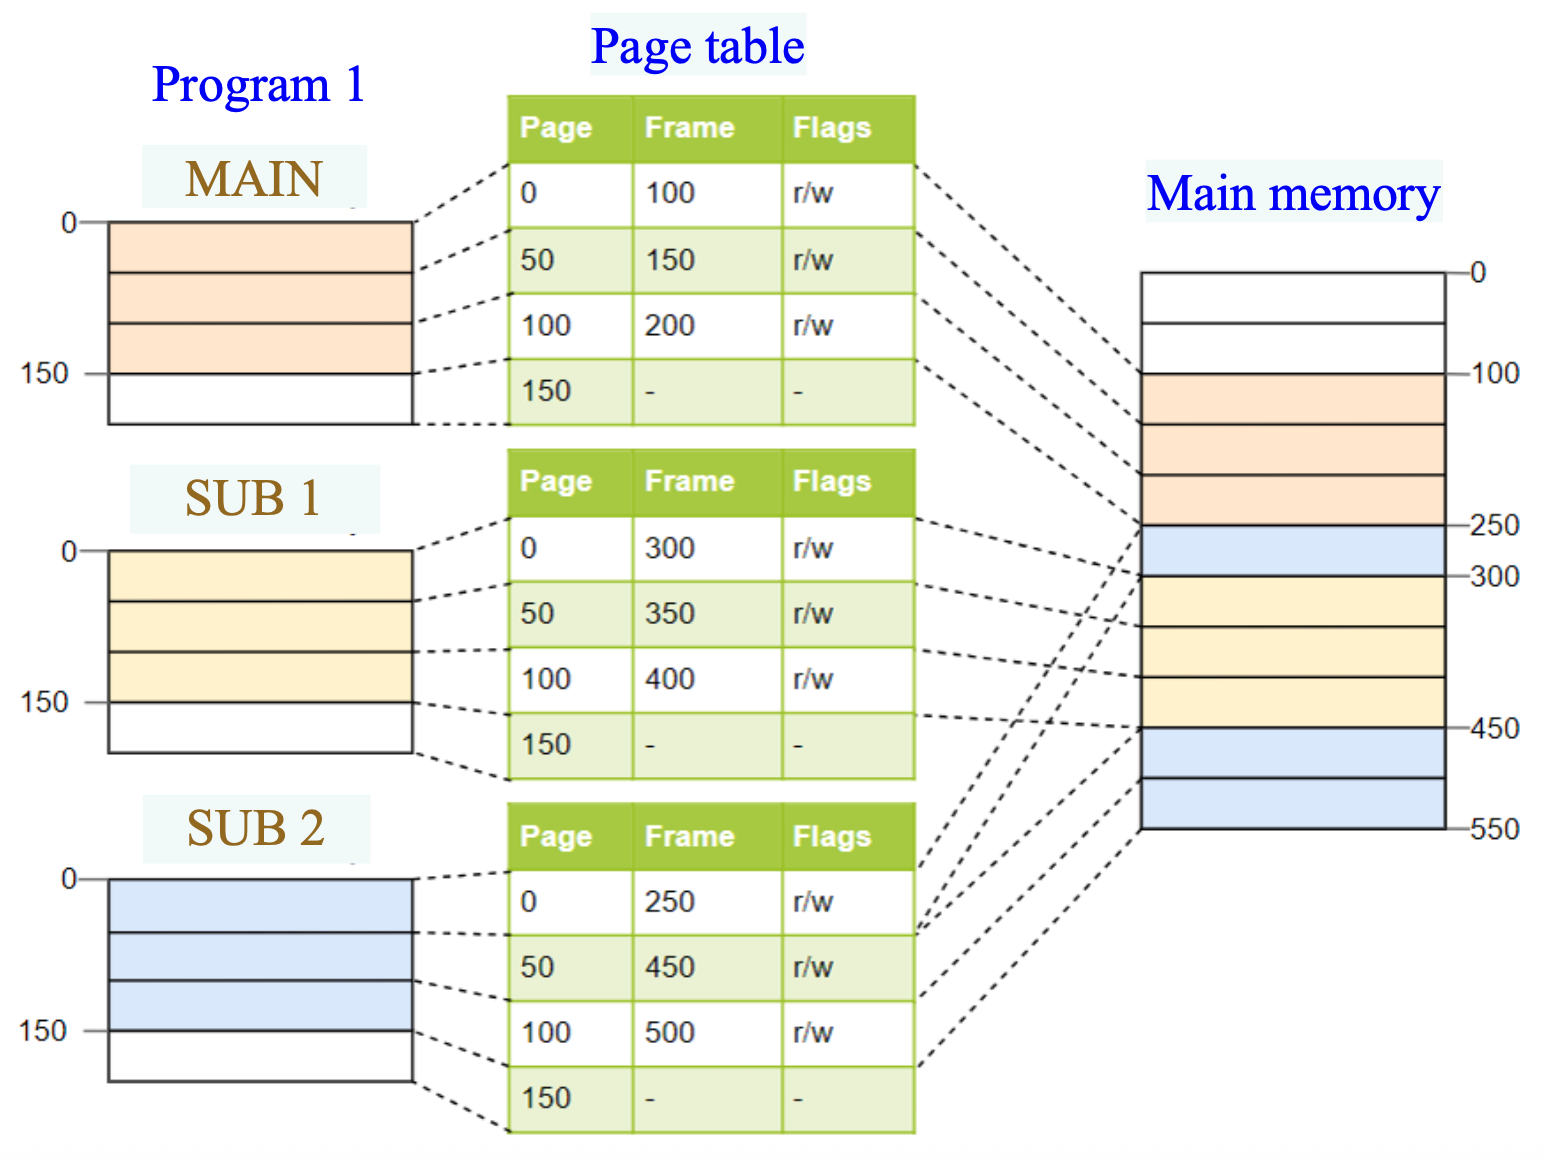 Page table
Program 1
Page Frame Flags
MAIN
0 100 r/w
Main memory
0
50 150 r/w
0
100 200 r/w
150
100
150 - -
Page Frame Flags
SUB 1
250
0
0 300 r/w
300
50 350 r/w
100 400 r/w
150
450
150 - -
SUB 2
Page Frame Flags
550
0
0 250 r/w
50 450 r/w
150
100 500 r/w
150 - -